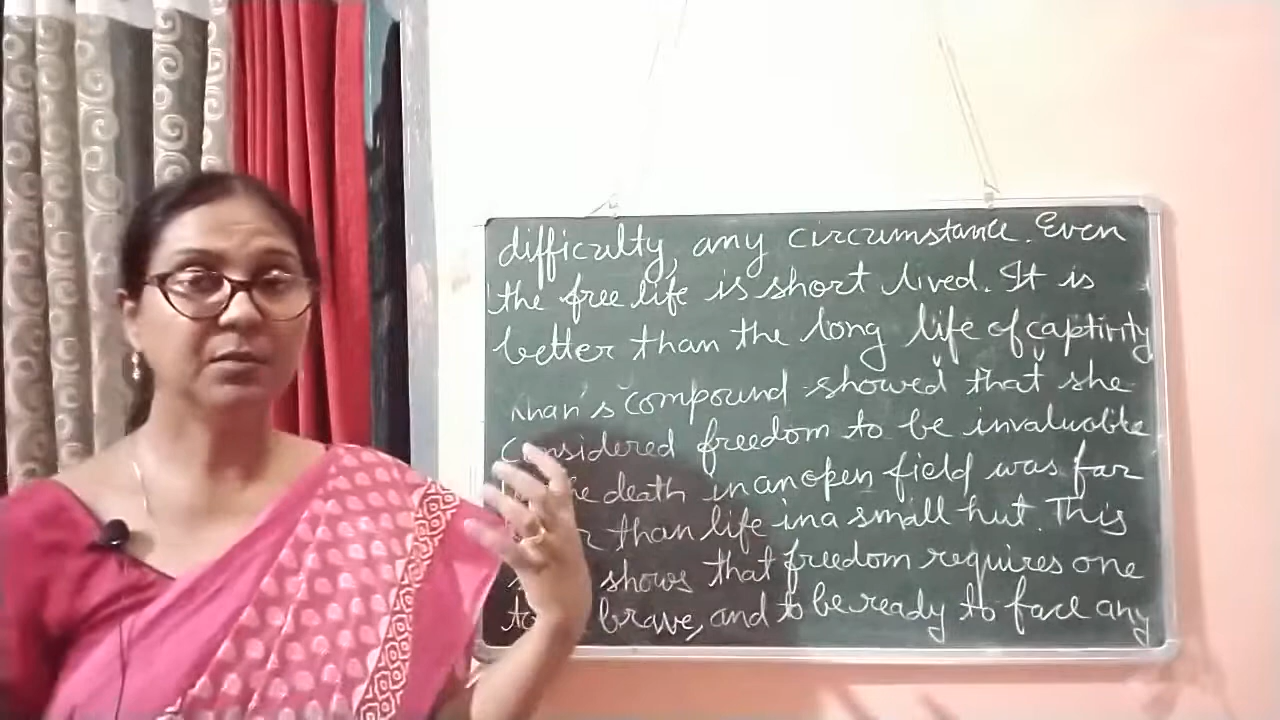 difficulty, any circumstance. Even
the free life is short lived. It is
better than the long life of captivity
Khan's compound showed that she
considered freedom to be invaluable
death in an open field was far
than life in a small hut. This
shows that freedom requires one
to brave, and to be ready to face any